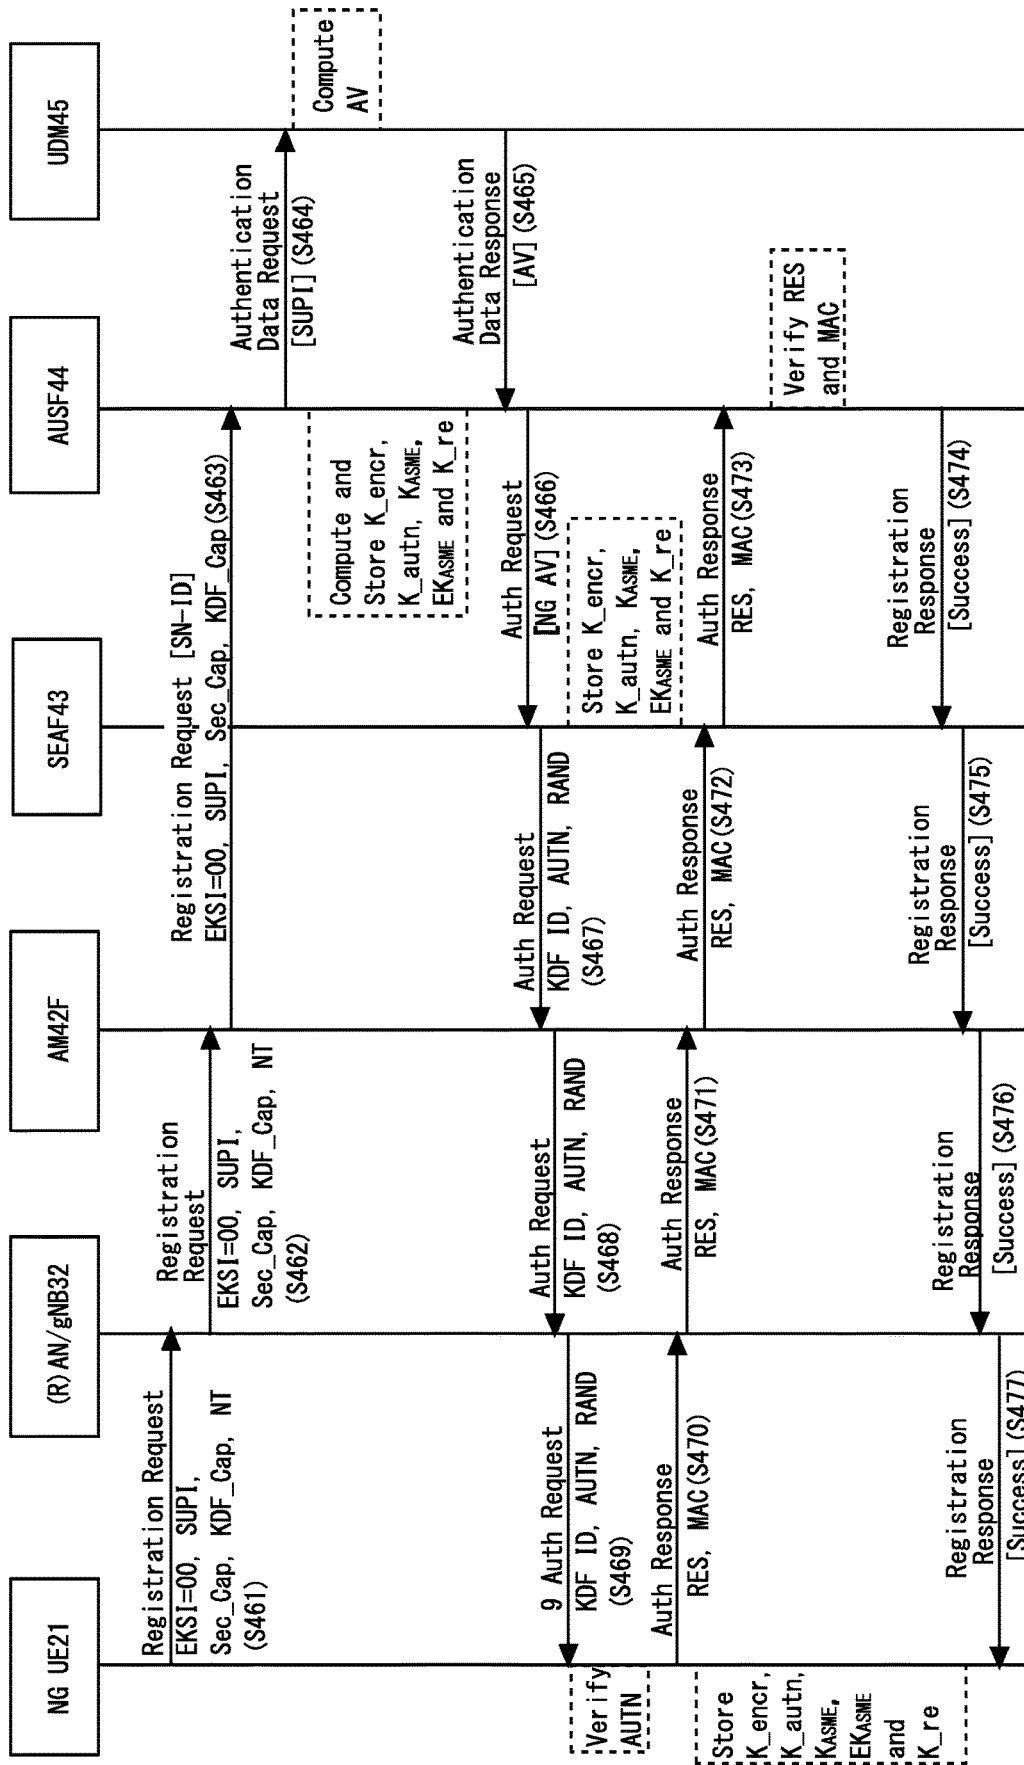 NG UE21
(R)AN/gNB32
AM42F
SEAF43
AUSF44
UDM45
Registration Request
EKSI=00, SUPI,
Sec_Cap, KDF_Cap, NT
(S461)
Registration
Request
EKSI=00, SUPI,
Sec_Cap, KDF_Cap, NT
(S462)
Registration Request [SN-ID]
EKSI=00, SUPI, Sec_Cap, KDF_Cap(S463)
Authentication
Data Request
[SUPI](S464)
Compute
AV
Authentication
Data Response
[AV](S465)
Compute and
Store K_encr,
K_autn, KASME,
EKASME and K_re
Auth Request
[NG AV](S466)
Store K_encr,
K_autn, KASME,
EKASME and K_re
Auth Request
KDF ID, AUTN, RAND
(S467)
Auth Request
KDF ID, AUTN, RAND
(S468)
9 Auth Request
KDF ID, AUTN, RAND
(S469)
Verify
AUTN
Auth Response
RES, MAC(S470)
Store
K_encr,
K_autn,
KASME,
EKASME
and
K_re
Auth Response
RES, MAC(S471)
Auth Response
RES, MAC(S472)
Auth Response
RES, MAC(S473)
Verify RES
and MAC
Registration
Response
[Success](S474)
Registration
Response
[Success](S475)
Registration
Response
[Success](S476)
Registration
Response
[Success](S477)